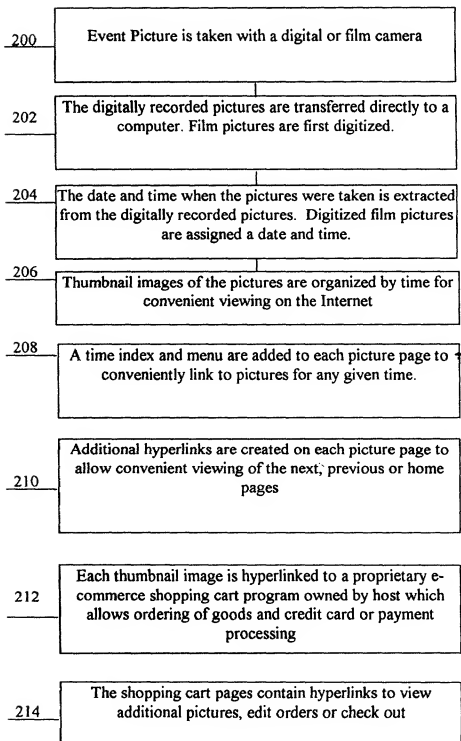 200
Event Picture is taken with a digital or film camera
202
The digitally recorded pictures are transferred directly to a
computer. Film pictures are first digitized.
204
The date and time when the pictures were taken is extracted
from the digitally recorded pictures. Digitized film pictures
are assigned a date and time.
206
Thumbnail images of the pictures are organized by time for
convenient viewing on the Internet
208
A time index and menu are added to each picture page to
conveniently link to pictures for any given time.
210
Additional hyperlinks are created on each picture page to
allow convenient viewing of the next, previous or home
pages
212
Each thumbnail image is hyperlinked to a proprietary e-
commerce shopping cart program owned by host which
allows ordering of goods and credit card or payment
processing
214
The shopping cart pages contain hyperlinks to view
additional pictures, edit orders or check out